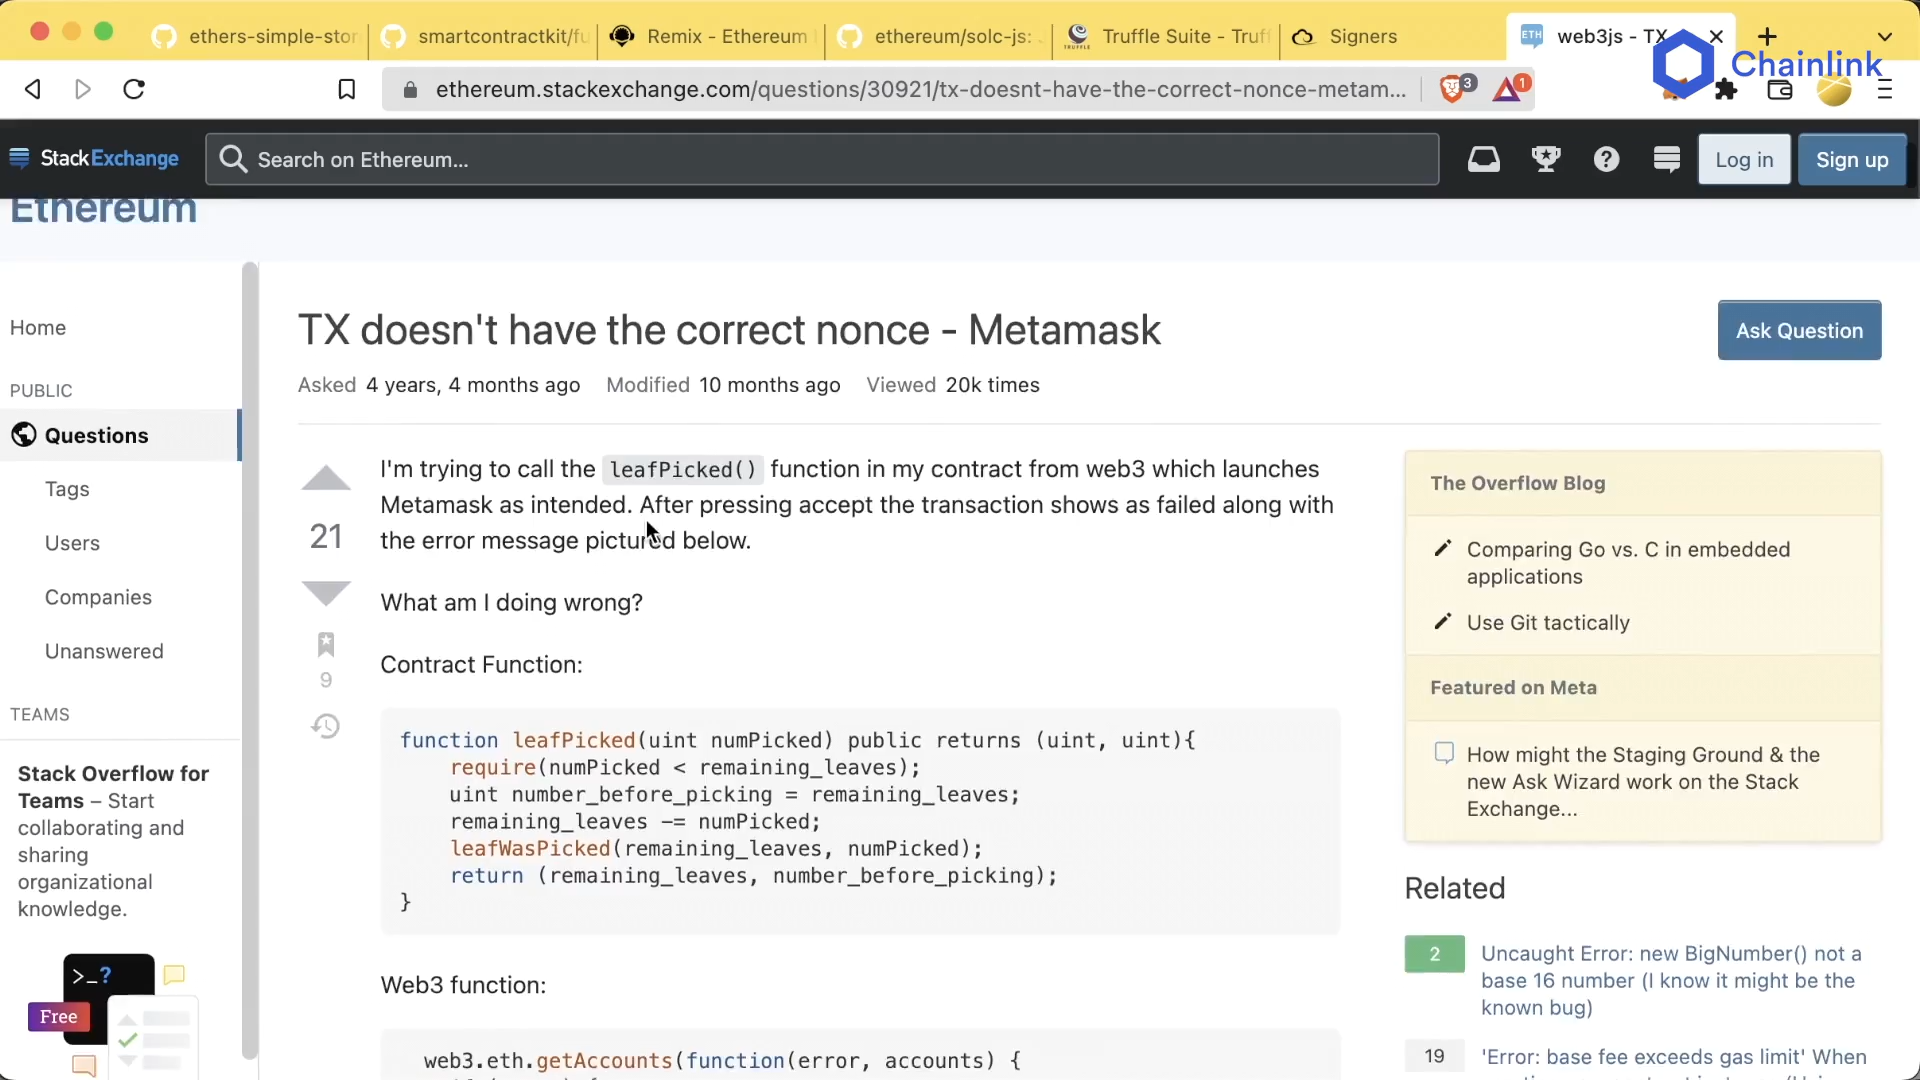 ethers-simple-sto
smartcontractkit/fu
Remix - Ethereum
ethereum/solc-js:
Truffle Suite - Truf
Signers
web3js - TX
Chainlink
ethereum.stackexchange.com/questions/30921/tx-doesnt-have-the-correct-nonce-metam...
3
1
StackExchange
Search on Ethereum...
Log in
Sign up
Ethereum
Home
PUBLIC
Questions
Tags
Users
Companies
Unanswered
TEAMS
Stack Overflow for
Teams – Start
collaborating and
sharing
organizational
knowledge.
>_?
Free
TX doesn't have the correct nonce - Metamask
Ask Question
Asked 4 years, 4 months ago Modified 10 months ago Viewed 20k times
21
9
I'm trying to call the leafPicked() function in my contract from web3 which launches
Metamask as intended. After pressing accept the transaction shows as failed along with
the error message pictured below.
What am I doing wrong?
Contract Function:
function leafPicked(uint numPicked) public returns (uint, uint){
require(numPicked < remaining_leaves);
uint number_before_picking = remaining_leaves;
remaining_leaves -= numPicked;
leafWasPicked(remaining_leaves, numPicked);
return (remaining_leaves, number_before_picking);
}
Web3 function:
web3.eth.getAccounts(function(error, accounts) {
The Overflow Blog
Comparing Go vs. C in embedded
applications
Use Git tactically
Featured on Meta
How might the Staging Ground & the
new Ask Wizard work on the Stack
Exchange...
Related
2
Uncaught Error: new BigNumber() not a
base 16 number (I know it might be the
known bug)
19
'Error: base fee exceeds gas limit' When